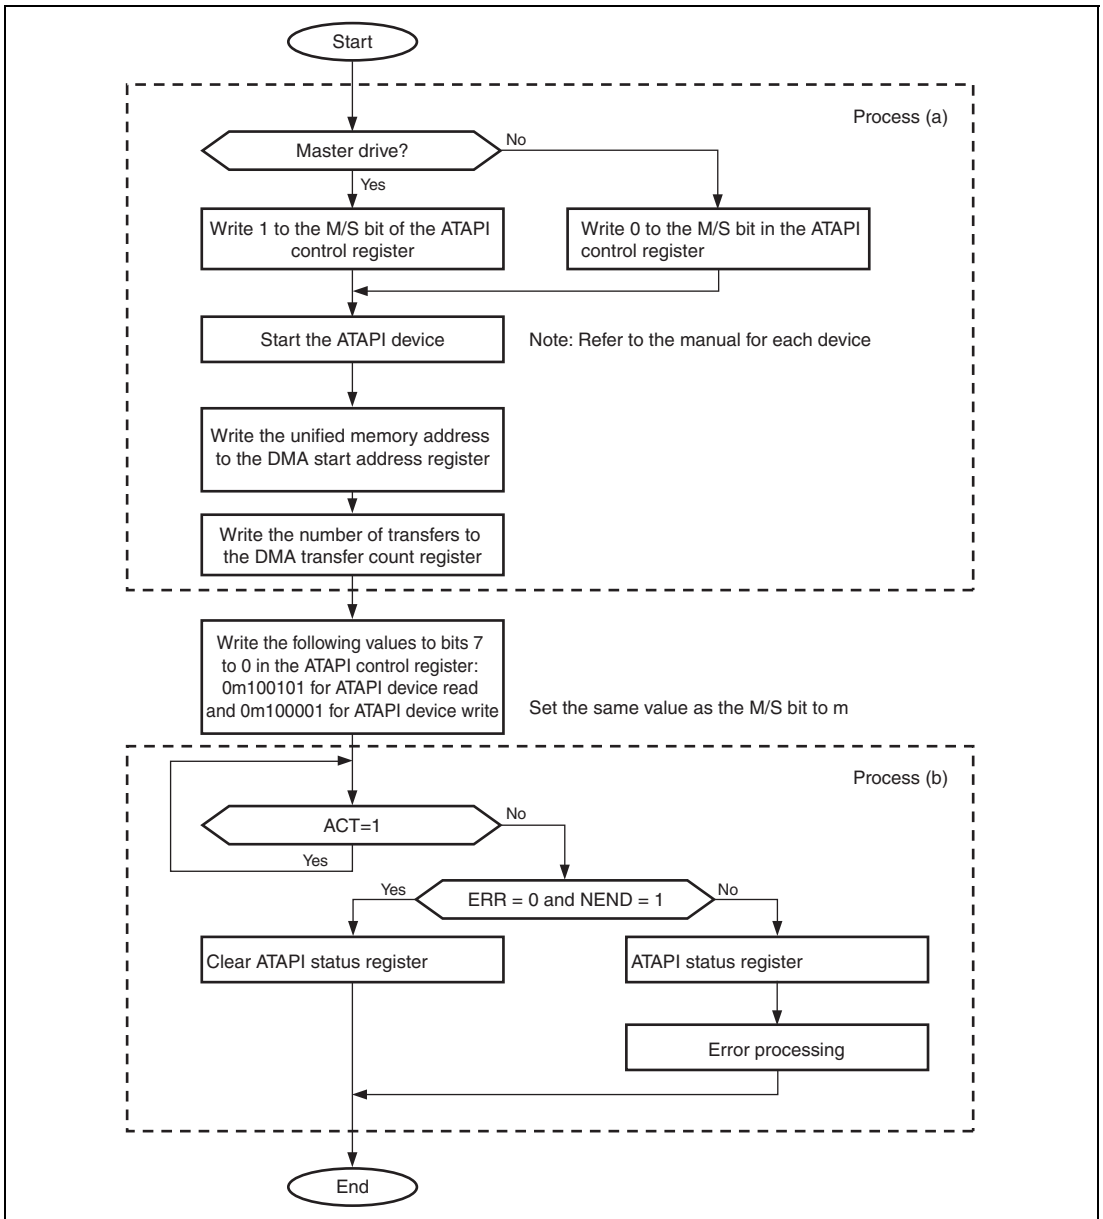 Start
Process (a)
Master drive?
No
Yes
Write 1 to the M/S bit of the ATAPI
control register
Write 0 to the M/S bit in the ATAPI
control register
Start the ATAPI device
Note: Refer to the manual for each device
Write the unified memory address
to the DMA start address register
Write the number of transfers to
the DMA transfer count register
Write the following values to bits 7
to 0 in the ATAPI control register:
0m100101 for ATAPI device read
and 0m100001 for ATAPI device write
Set the same value as the M/S bit to m
Process (b)
ACT=1
No
Yes
ERR = 0 and NEND = 1
Yes
No
Clear ATAPI status register
ATAPI status register
Error processing
End